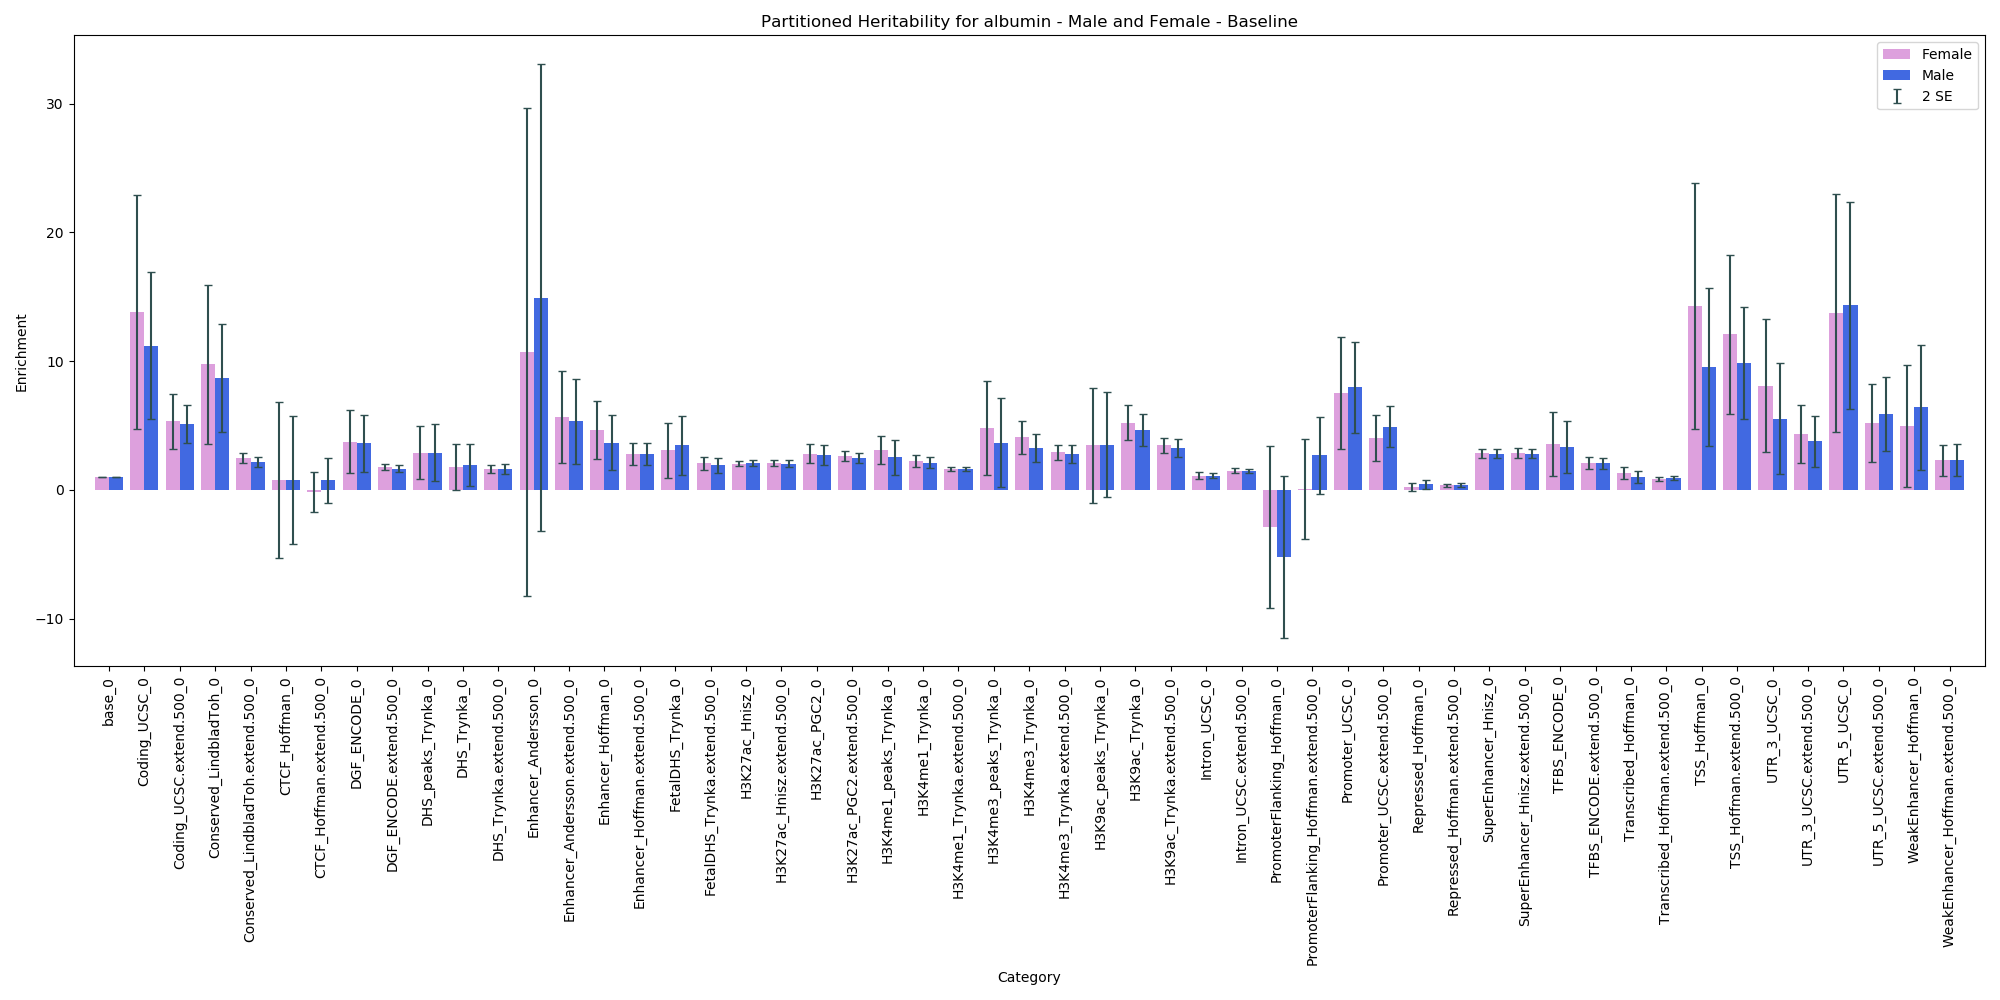 Partitioned Heritability for albumin - Male and Female - Baseline
Female
Male
2 SE
Enrichment
30
20
10
0
−10
base_0
Coding_UCSC_0
Coding_UCSC.extend.500_0
Conserved_LindbladToh_0
Conserved_LindbladToh.extend.500_0
CTCF_Hoffman_0
CTCF_Hoffman.extend.500_0
DGF_ENCODE_0
DGF_ENCODE.extend.500_0
DHS_peaks_Trynka_0
DHS_Trynka_0
DHS_Trynka.extend.500_0
Enhancer_Andersson_0
Enhancer_Andersson.extend.500_0
Enhancer_Hoffman_0
Enhancer_Hoffman.extend.500_0
FetalDHS_Trynka_0
FetalDHS_Trynka.extend.500_0
H3K27ac_Hnisz_0
H3K27ac_Hnisz.extend.500_0
H3K27ac_PGC2_0
H3K27ac_PGC2.extend.500_0
H3K4me1_peaks_Trynka_0
H3K4me1_Trynka_0
H3K4me1_Trynka.extend.500_0
H3K4me3_peaks_Trynka_0
H3K4me3_Trynka_0
H3K4me3_Trynka.extend.500_0
H3K9ac_peaks_Trynka_0
H3K9ac_Trynka_0
H3K9ac_Trynka.extend.500_0
Intron_UCSC_0
Intron_UCSC.extend.500_0
PromoterFlanking_Hoffman_0
PromoterFlanking_Hoffman.extend.500_0
Promoter_UCSC_0
Promoter_UCSC.extend.500_0
Repressed_Hoffman_0
Repressed_Hoffman.extend.500_0
SuperEnhancer_Hnisz_0
SuperEnhancer_Hnisz.extend.500_0
TFBS_ENCODE_0
TFBS_ENCODE.extend.500_0
Transcribed_Hoffman_0
Transcribed_Hoffman.extend.500_0
TSS_Hoffman_0
TSS_Hoffman.extend.500_0
UTR_3_UCSC_0
UTR_3_UCSC.extend.500_0
UTR_5_UCSC_0
UTR_5_UCSC.extend.500_0
WeakEnhancer_Hoffman_0
WeakEnhancer_Hoffman.extend.500_0
Category